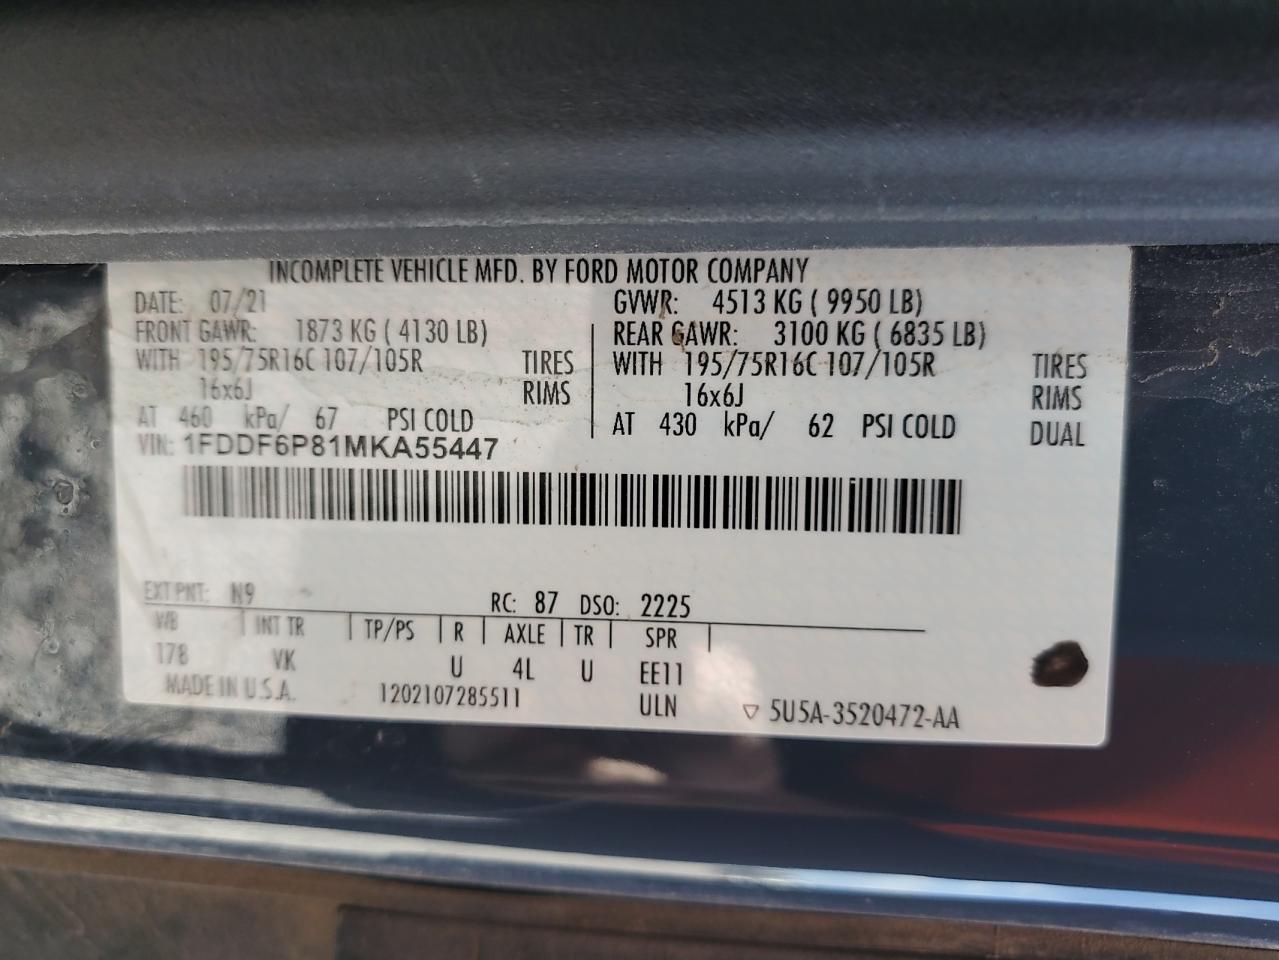 INCOMPLETE VEHICLE MFD. BY FORD MOTOR COMPANY
DATE: 07/21 GVWR: 4513 KG ( 9950 LB)
FRONT GAWR: 1873 KG ( 4130 LB) REAR GAWR: 3100 KG ( 6835 LB)
WITH 195/75R16C 107/105R TIRES WITH 195/75R16C 107/105R TIRES
16x6J RIMS 16x6J RIMS
AT 460 kPa/ 67 PSI COLD AT 430 kPa/ 62 PSI COLD DUAL
VIN: 1FDDF6P81MKA55447
EXT PNT: N9 RC: 87 DSO: 2225
WB INT TR TP/PS R AXLE TR SPR
178 VK U 4L U EE11
MADE IN U.S.A. 1202107285511 ULN ▽ 5U5A-3520472-AA